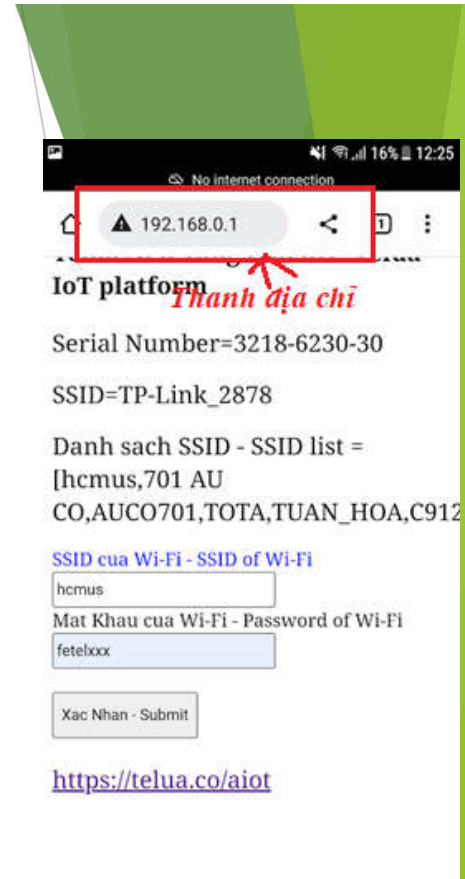 16% 12:25
No internet connection
192.168.0.1
1
IoT platform
Thanh địa chỉ
Serial Number=3218-6230-30
SSID=TP-Link_2878
Danh sach SSID - SSID list =
[hcmus,701 AU
CO,AUCO701,TOTA,TUAN_HOA,C912
SSID cua Wi-Fi - SSID of Wi-Fi
hcmus
Mat Khau cua Wi-Fi - Password of Wi-Fi
fetelxxx
Xac Nhan - Submit
https://telua.co/aiot